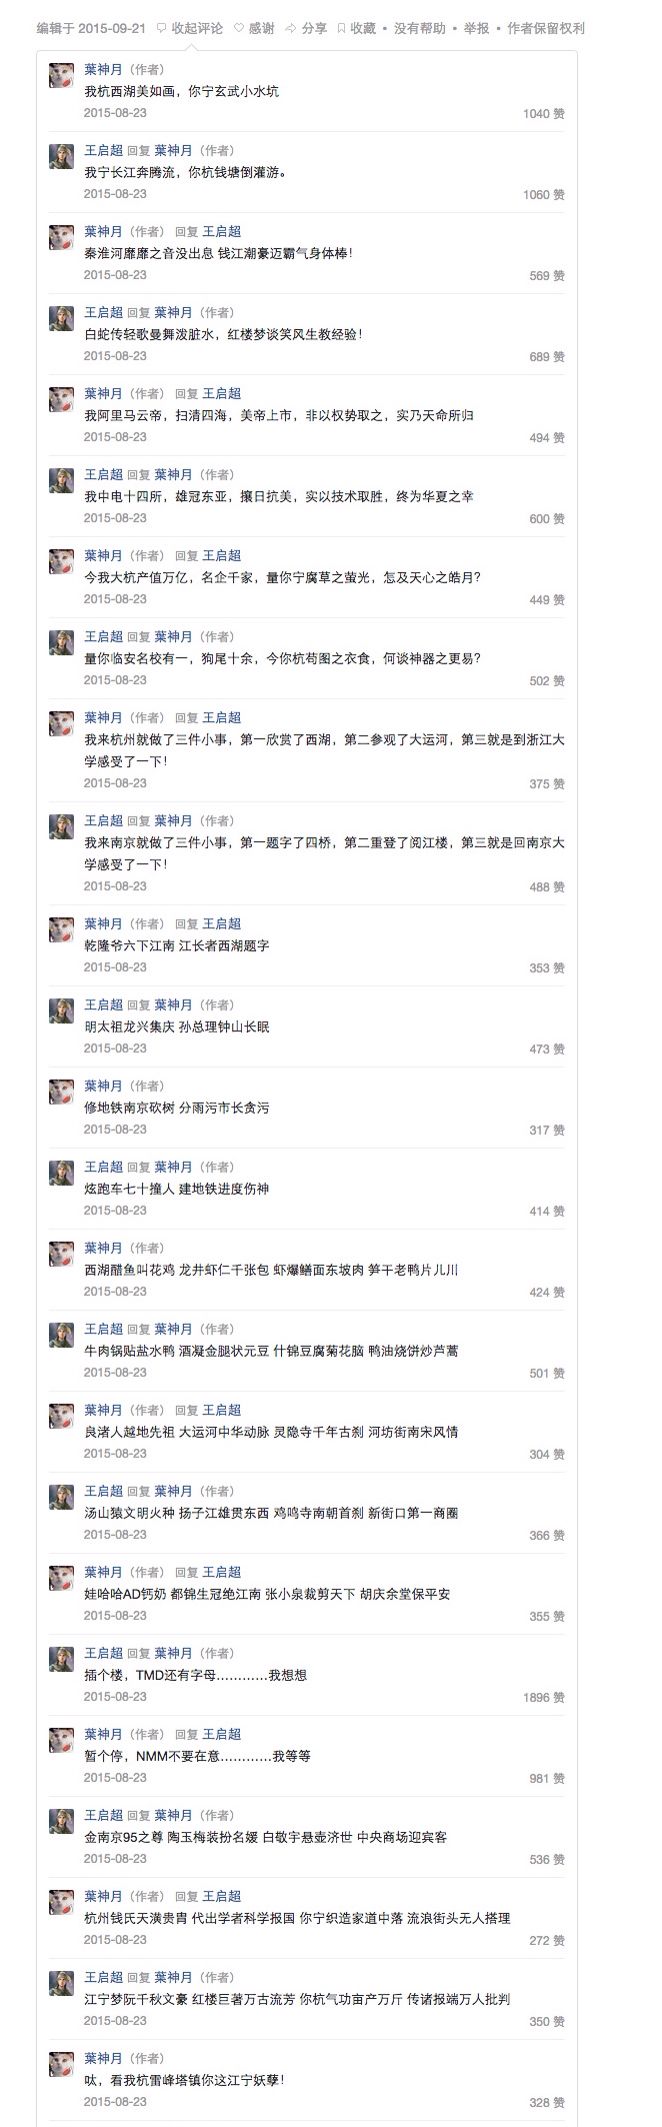 编辑于 2015-09-21 收起评论 感谢 分享 收藏 • 没有帮助 • 举报 • 作者保留权利
葉神月（作者）
我杭西湖美如画，你宁玄武小水坑
2015-08-23 1040 赞
王启超 回复 葉神月（作者）
我宁长江奔腾流，你杭钱塘倒灌游。
2015-08-23 1060 赞
葉神月（作者） 回复 王启超
秦淮河靡靡之音没出息 钱江潮豪迈霸气身体棒！
2015-08-23 569 赞
王启超 回复 葉神月（作者）
白蛇传轻歌曼舞泼脏水，红楼梦谈笑风生教经验！
2015-08-23 689 赞
葉神月（作者） 回复 王启超
我阿里马云帝，扫清四海，美帝上市，非以权势取之，实乃天命所归
2015-08-23 494 赞
王启超 回复 葉神月（作者）
我中电十四所，雄冠东亚，攘日抗美，实以技术取胜，终为华夏之幸
2015-08-23 600 赞
葉神月（作者） 回复 王启超
今我大杭产值万亿，名企千家，量你宁腐草之萤光，怎及天心之皓月？
2015-08-23 449 赞
王启超 回复 葉神月（作者）
量你临安名校有一，狗尾十余，今你杭苟图之衣食，何谈神器之更易？
2015-08-23 502 赞
葉神月（作者） 回复 王启超
我来杭州就做了三件小事，第一欣赏了西湖，第二参观了大运河，第三就是到浙江大
学感受了一下！
2015-08-23 375 赞
王启超 回复 葉神月（作者）
我来南京就做了三件小事，第一题字了四桥，第二重登了阅江楼，第三就是回南京大
学感受了一下！
2015-08-23 488 赞
葉神月（作者） 回复 王启超
乾隆爷六下江南 江长者西湖题字
2015-08-23 353 赞
王启超 回复 葉神月（作者）
明太祖龙兴集庆 孙总理钟山长眠
2015-08-23 473 赞
葉神月（作者）
修地铁南京砍树 分雨污市长贪污
2015-08-23 317 赞
王启超 回复 葉神月（作者）
炫跑车七十撞人 建地铁进度伤神
2015-08-23 414 赞
葉神月（作者）
西湖醋鱼叫花鸡 龙井虾仁千张包 虾爆鳝面东坡肉 笋干老鸭片儿川
2015-08-23 424 赞
王启超 回复 葉神月（作者）
牛肉锅贴盐水鸭 酒凝金腿状元豆 什锦豆腐菊花脑 鸭油烧饼炒芦蒿
2015-08-23 501 赞
葉神月（作者） 回复 王启超
良渚人越地先祖 大运河中华动脉 灵隐寺千年古刹 河坊街南宋风情
2015-08-23 304 赞
王启超 回复 葉神月（作者）
汤山猿文明火种 扬子江雄贯东西 鸡鸣寺南朝首刹 新街口第一商圈
2015-08-23 366 赞
葉神月（作者） 回复 王启超
娃哈哈AD钙奶 都锦生冠绝江南 张小泉裁剪天下 胡庆余堂保平安
2015-08-23 355 赞
王启超 回复 葉神月（作者）
插个楼，TMD还有字母…………我想想
2015-08-23 1896 赞
葉神月（作者） 回复 王启超
暂个停，NMM不要在意…………我等等
2015-08-23 981 赞
王启超 回复 葉神月（作者）
金南京95之尊 陶玉梅装扮名媛 白敬宇悬壶济世 中央商场迎宾客
2015-08-23 536 赞
葉神月（作者） 回复 王启超
杭州钱氏天潢贵胄 代出学者科学报国 你宁织造家道中落 流浪街头无人搭理
2015-08-23 272 赞
王启超 回复 葉神月（作者）
江宁梦阮千秋文豪 红楼巨著万古流芳 你杭气功亩产万斤 传诸报端万人批判
2015-08-23 350 赞
葉神月（作者）
呔，看我杭雷峰塔镇你这江宁妖孽！
2015-08-23 328 赞